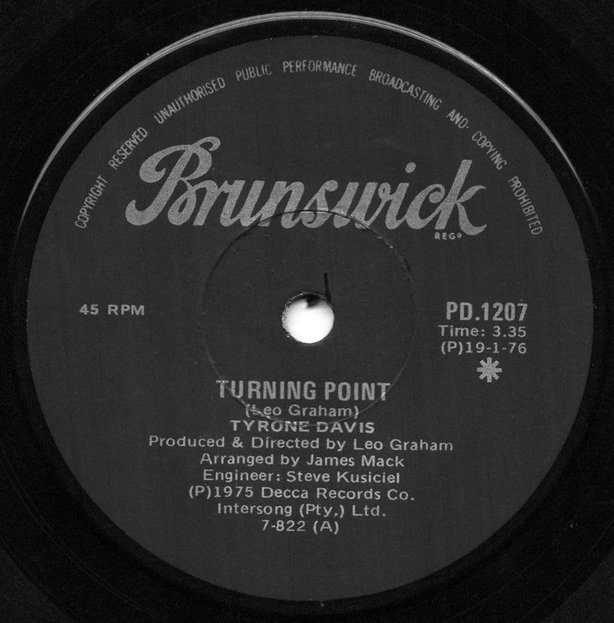 COPYRIGHT RESERVED UNAUTHORISED PUBLIC PERFORMANCE BROADCASTING AND COPYING PROHIBITED
Brunswick
REGD
45 RPM
PD.1207
Time: 3.35
(P)19-1-76
*
TURNING POINT
(Leo Graham)
TYRONE DAVIS
Produced & Directed by Leo Graham
Arranged by James Mack
Engineer: Steve Kusiciel
(P)1975 Decca Records Co.
Intersong (Pty.) Ltd.
7-822 (A)